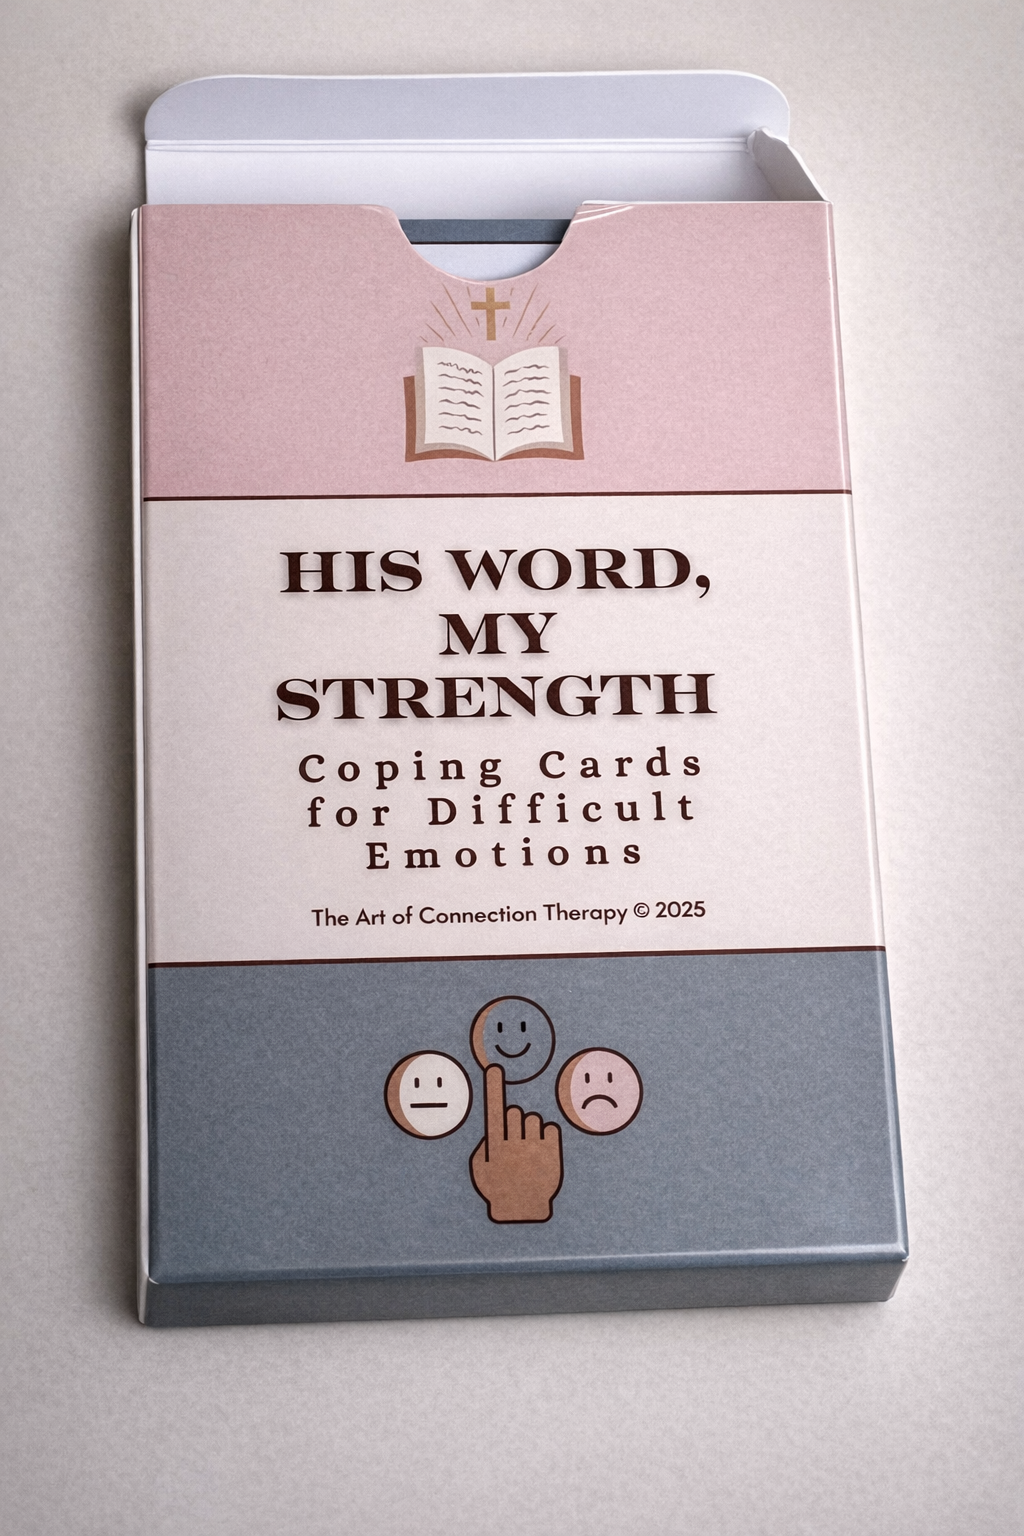 HIS WORD,
MY
STRENGTH
Coping Cards
for Difficult
Emotions
The Art of Connection Therapy © 2025